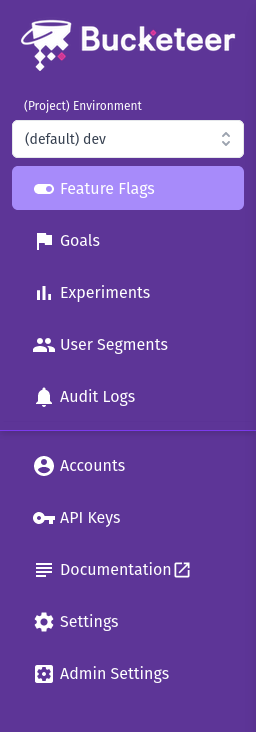 Bucketeer
(Project) Environment
(default) dev
Feature Flags
Goals
Experiments
User Segments
Audit Logs
Accounts
API Keys
Documentation
Settings
Admin Settings